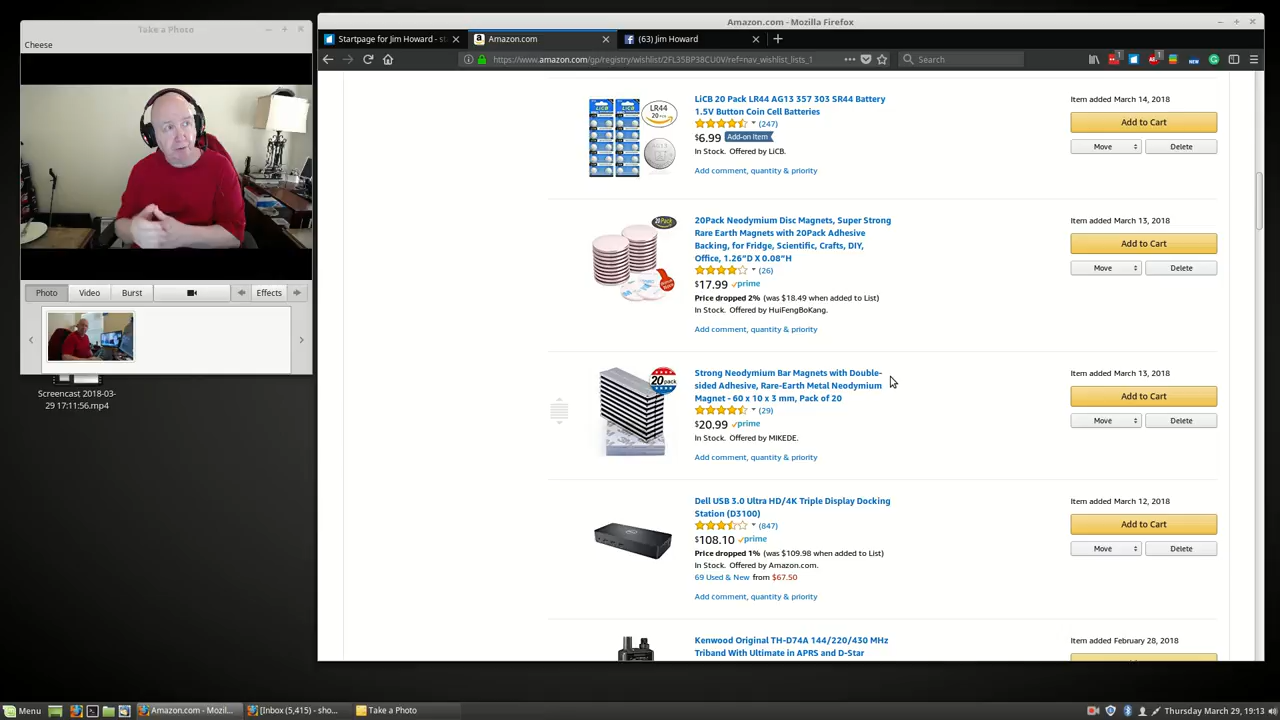 Take a Photo
Cheese
Photo
Video
Burst
Effects
Screencast 2018-03-
29 17:11:56.mp4
Amazon.com - Mozilla Firefox
Startpage for Jim Howard - st
Amazon.com
(63) Jim Howard
https://www.amazon.com/gp/registry/wishlist/2FL35BP38CU0V/ref=nav_wishlist_lists_1
Search
LiCB 20 Pack LR44 AG13 357 303 SR44 Battery
1.5V Button Coin Cell Batteries
(247)
$6.99 Add-on Item
In Stock. Offered by LiCB.
Add comment, quantity & priority
LR44
20 PCS
Item added March 14, 2018
Add to Cart
Move
Delete
20Pack Neodymium Disc Magnets, Super Strong
Rare Earth Magnets with 20Pack Adhesive
Backing, for Fridge, Scientific, Crafts, DIY,
Office, 1.26"D X 0.08"H
(26)
$17.99 prime
Price dropped 2% (was $18.49 when added to List)
In Stock. Offered by HuiFengBoKang.
Add comment, quantity & priority
Item added March 13, 2018
Add to Cart
Move
Delete
Strong Neodymium Bar Magnets with Double-
sided Adhesive, Rare-Earth Metal Neodymium
Magnet - 60 x 10 x 3 mm, Pack of 20
(29)
$20.99 prime
In Stock. Offered by MIKEDE.
Add comment, quantity & priority
20 pack
Item added March 13, 2018
Add to Cart
Move
Delete
Dell USB 3.0 Ultra HD/4K Triple Display Docking
Station (D3100)
(847)
$108.10 prime
Price dropped 1% (was $109.98 when added to List)
In Stock. Offered by Amazon.com.
69 Used & New from $67.50
Add comment, quantity & priority
Item added March 12, 2018
Add to Cart
Move
Delete
Kenwood Original TH-D74A 144/220/430 MHz
Triband With Ultimate in APRS and D-Star
Item added February 28, 2018
Menu
Amazon.com - Mozil...
[Inbox (5,415) - sho...
Take a Photo
Thursday March 29, 19:13